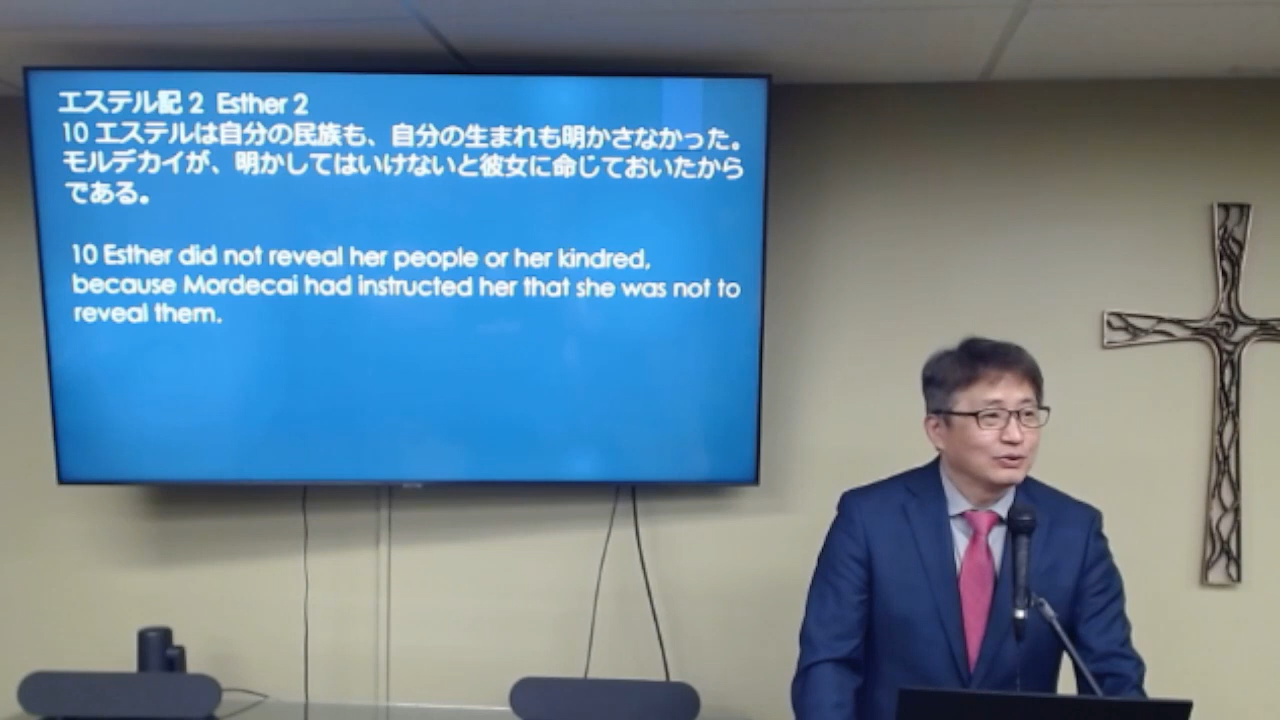 エステル記 2 Esther 2
10 エステルは自分の民族も、自分の生まれも明かさなかった。
モルデカイが、明かしてはいけないと彼女に命じておいたから
である。
10 Esther did not reveal her people or her kindred,
because Mordecai had instructed her that she was not to
reveal them.